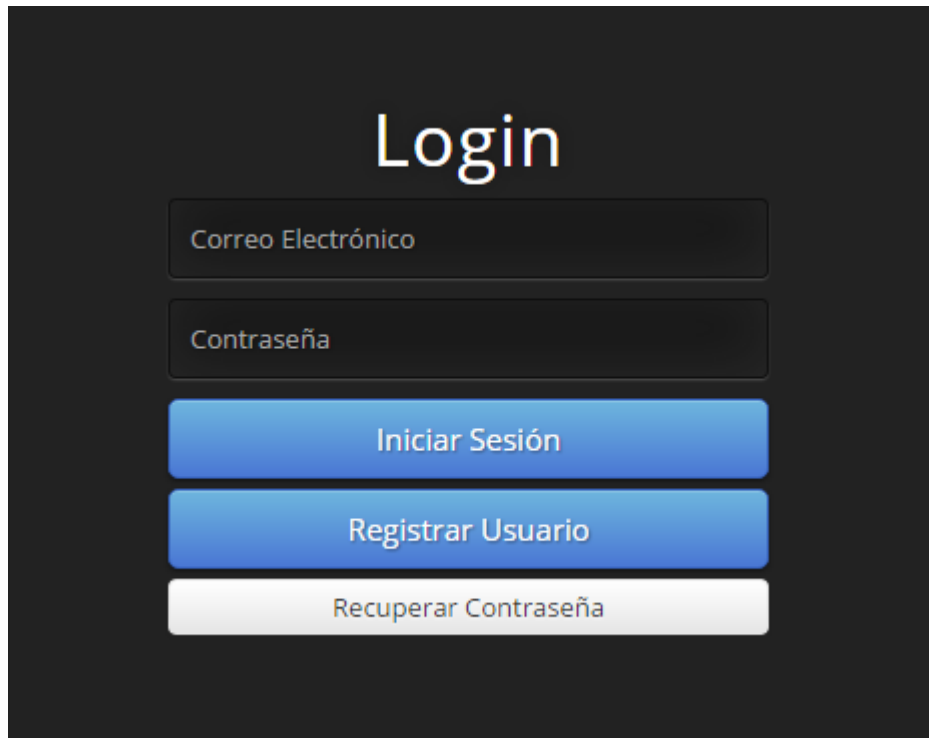 Login
Correo Electrónico
Contraseña
Iniciar Sesión
Registrar Usuario
Recuperar Contraseña